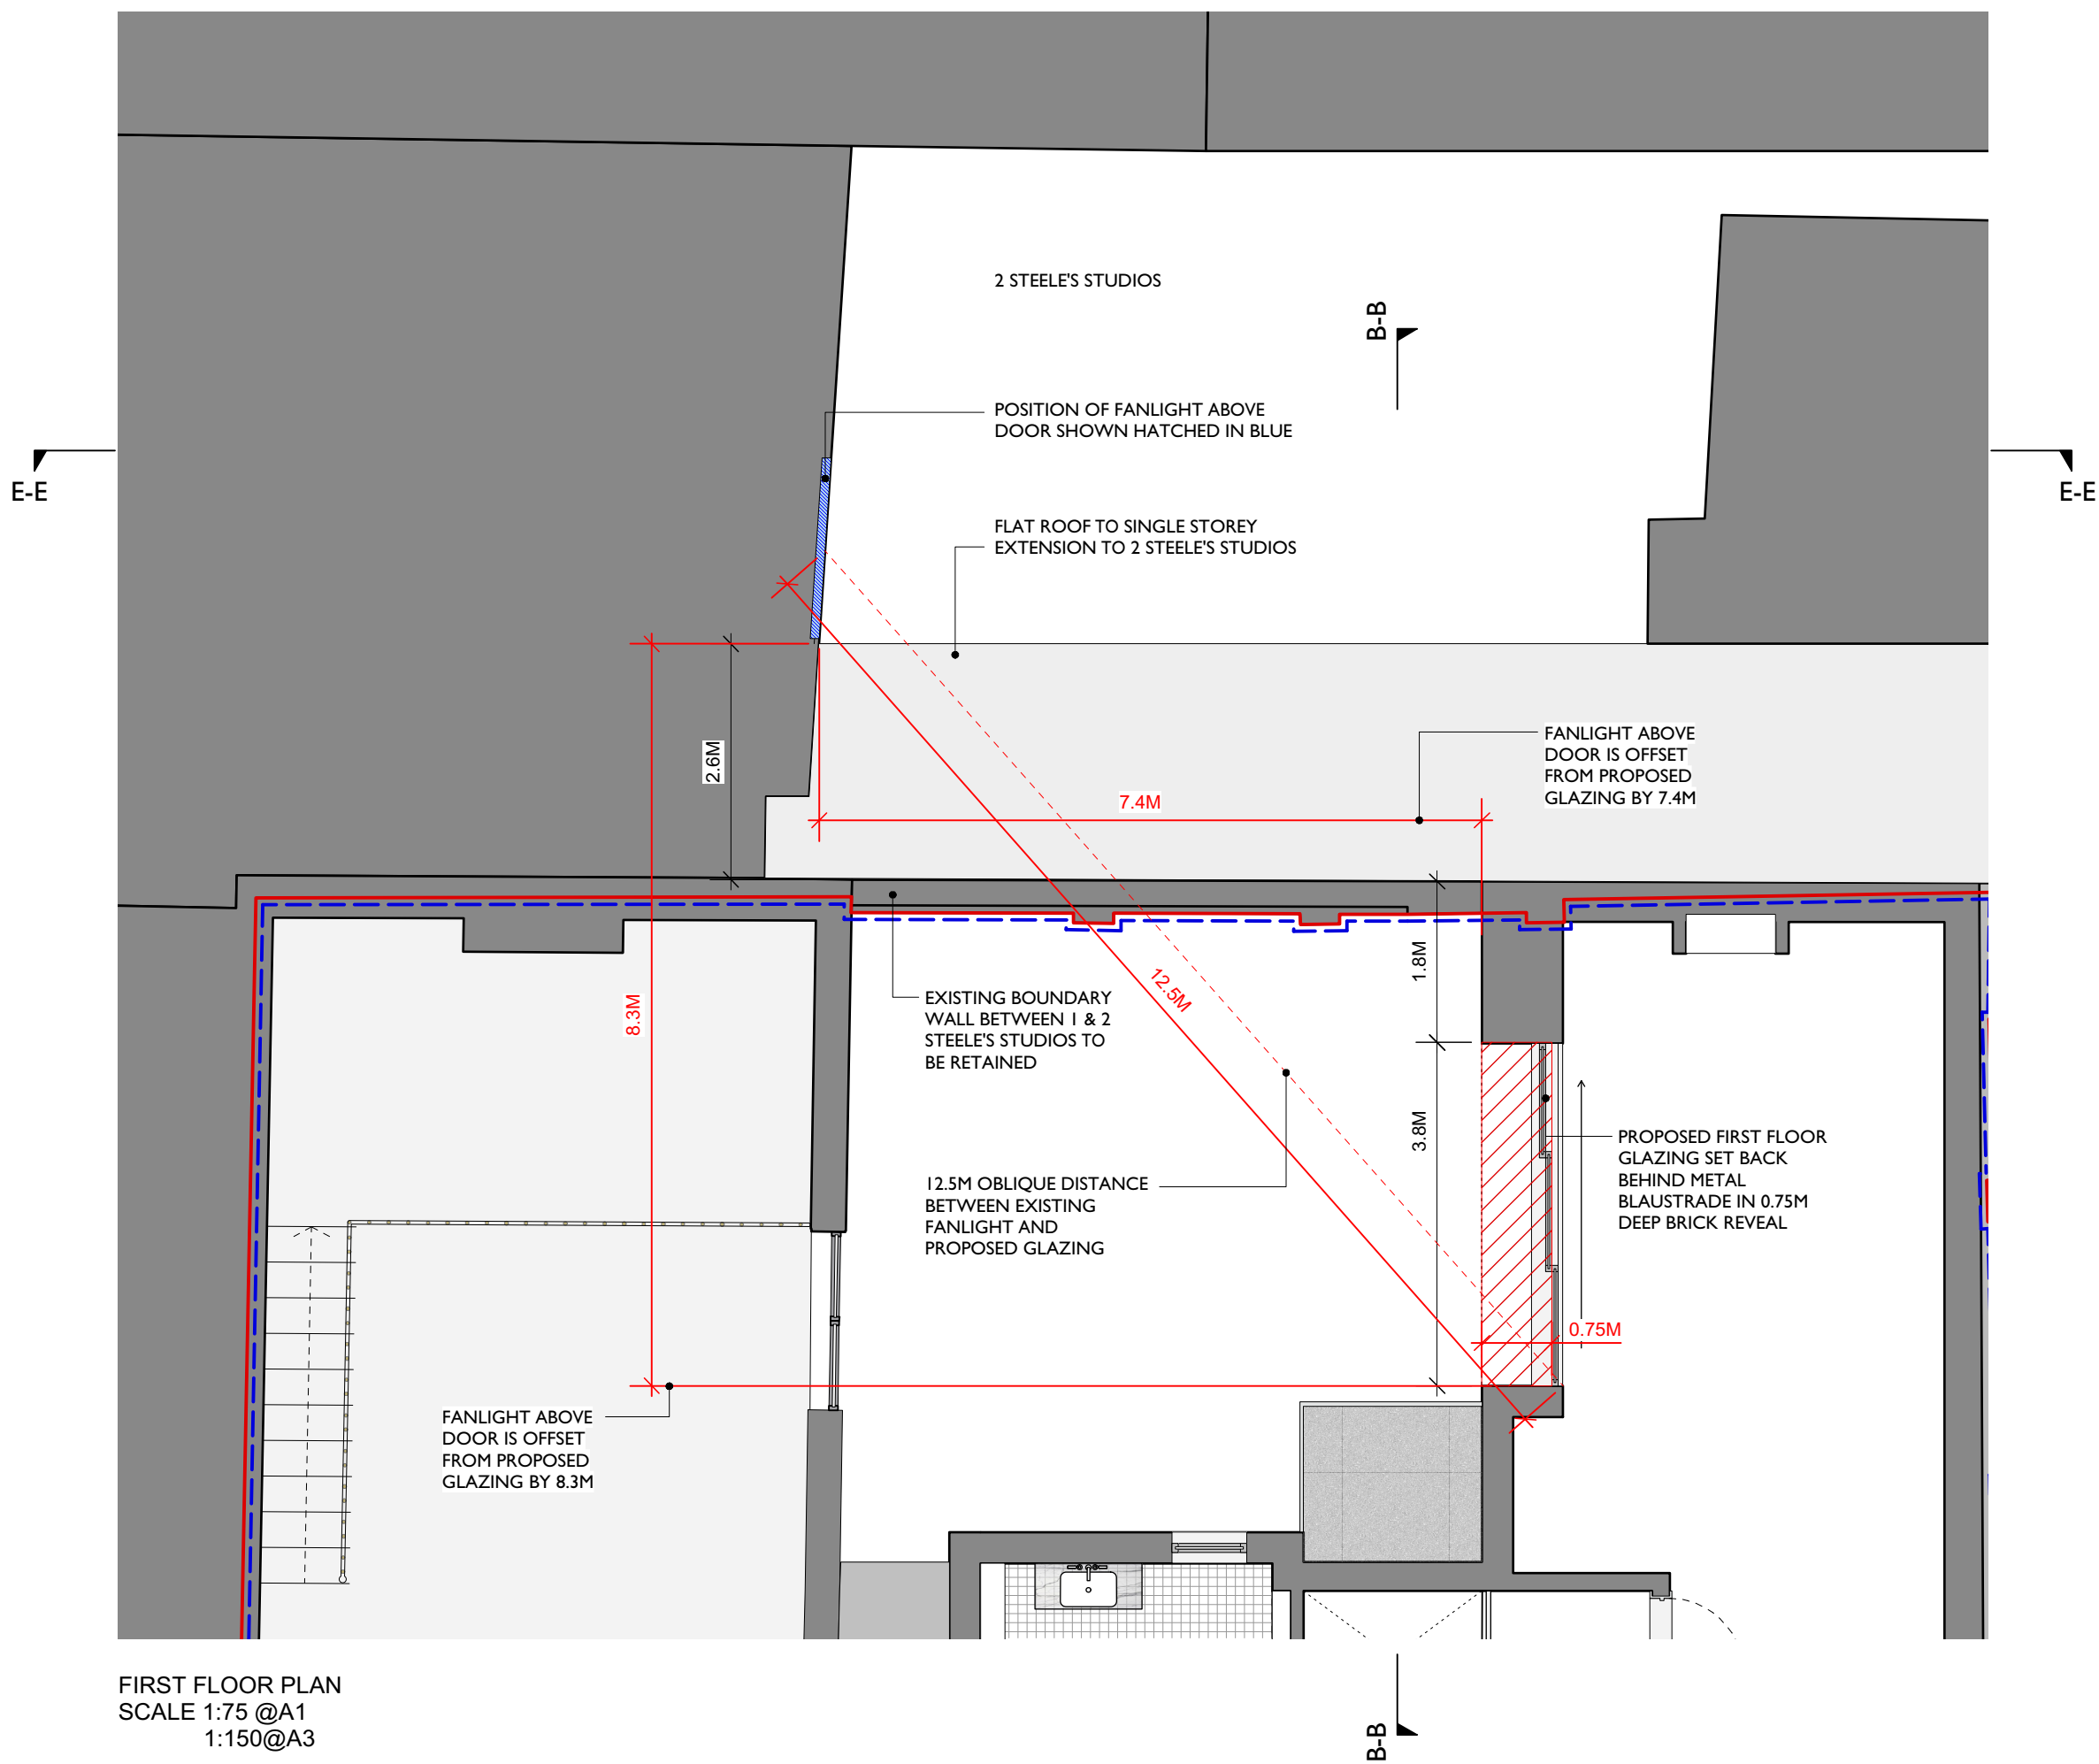 2 STEELE'S STUDIOS
B-B
POSITION OF FANLIGHT ABOVE
DOOR SHOWN HATCHED IN BLUE
E-E
E-E
FLAT ROOF TO SINGLE STOREY
EXTENSION TO 2 STEELE'S STUDIOS
2.6M
FANLIGHT ABOVE
DOOR IS OFFSET
FROM PROPOSED
GLAZING BY 7.4M
7.4M
1.8M
8.3M
12.5M
EXISTING BOUNDARY
WALL BETWEEN 1 & 2
STEELE'S STUDIOS TO
BE RETAINED
3.8M
PROPOSED FIRST FLOOR
GLAZING SET BACK
BEHIND METAL
BLAUSTRADE IN 0.75M
DEEP BRICK REVEAL
12.5M OBLIQUE DISTANCE
BETWEEN EXISTING
FANLIGHT AND
PROPOSED GLAZING
0.75M
FANLIGHT ABOVE
DOOR IS OFFSET
FROM PROPOSED
GLAZING BY 8.3M
FIRST FLOOR PLAN
SCALE 1:75 @A1
1:150@A3
B-B